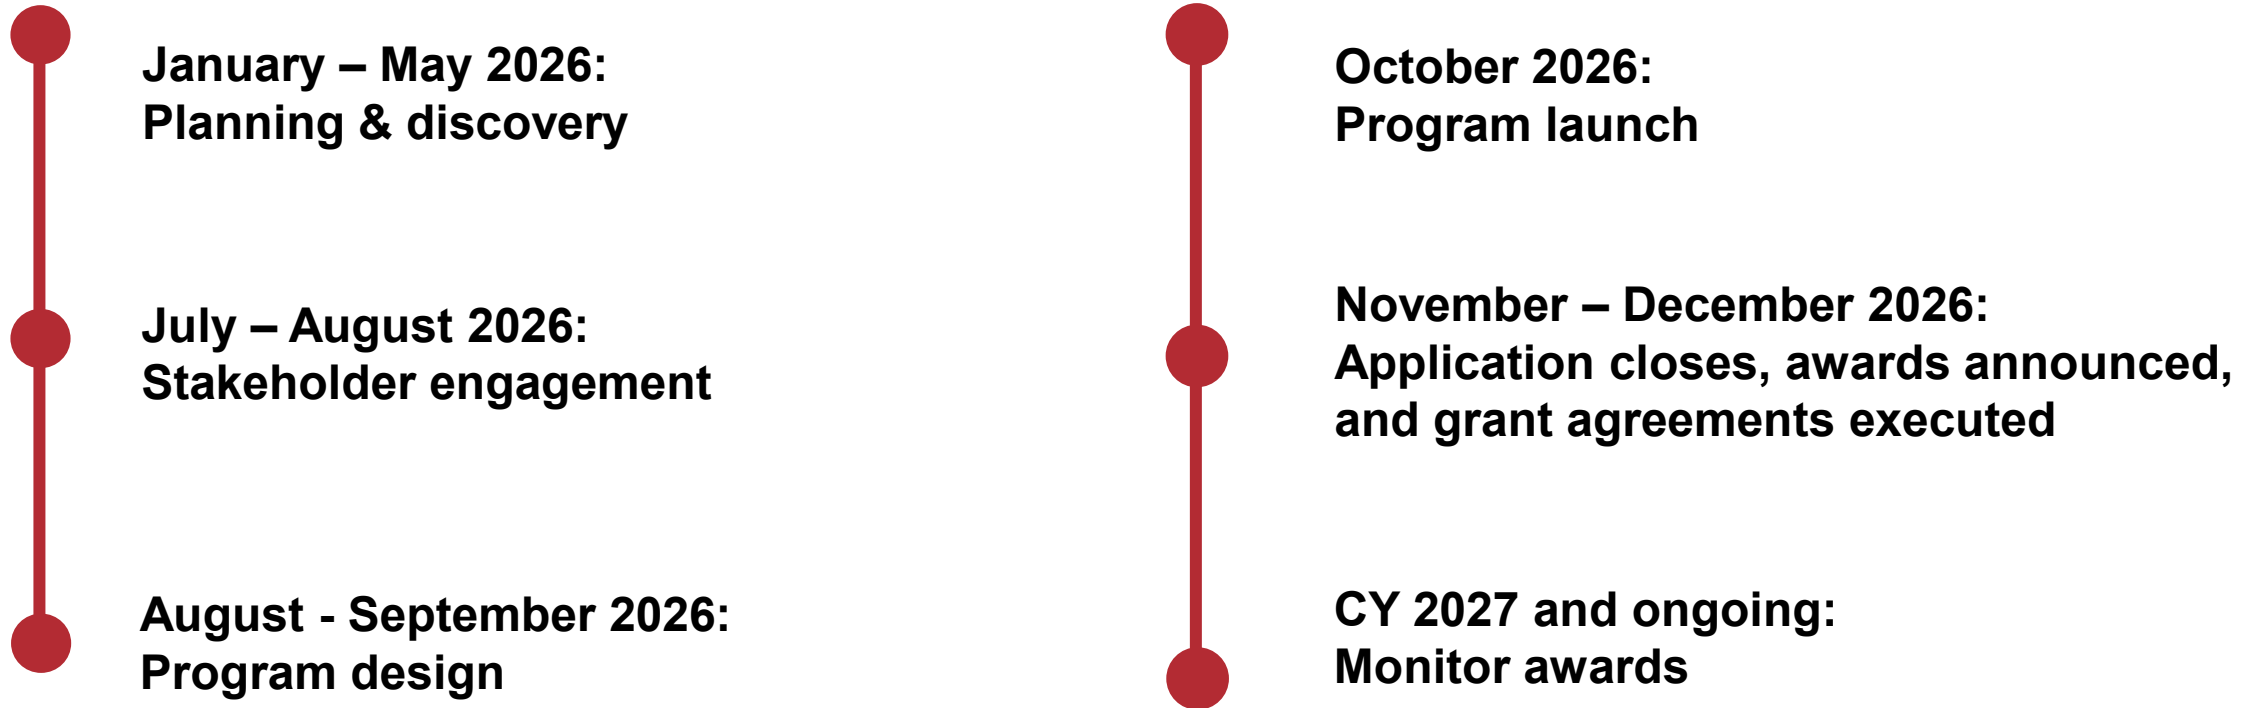 January – May 2026:
Planning & discovery
July – August 2026:
Stakeholder engagement
August - September 2026:
Program design
October 2026:
Program launch
November – December 2026:
Application closes, awards announced,
and grant agreements executed
CY 2027 and ongoing:
Monitor awards